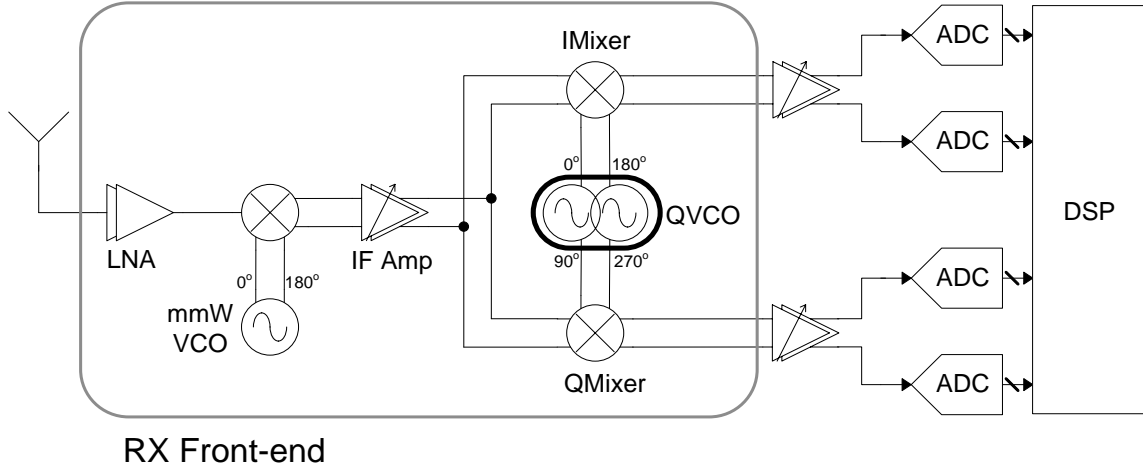 IMixer
ADC
ADC
0° 180°
QVCO
DSP
LNA
IF Amp
90° 270°
0° 180°
mmW
VCO
ADC
QMixer
ADC
RX Front-end